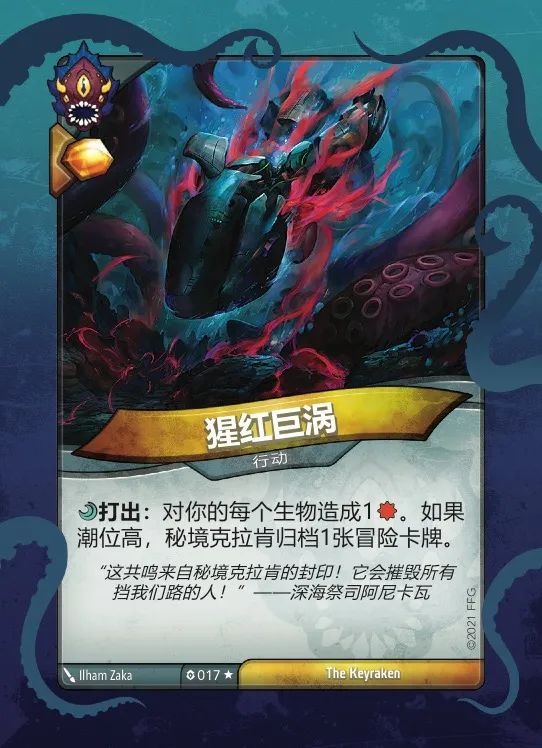 猩红巨涡
行动
打出：对你的每个生物造成1。如果
潮位高，秘境克拉肯归档1张冒险卡牌。
“这共鸣来自秘境克拉肯的封印！它会摧毁所有
挡我们路的人！”——深海祭司阿尼卡瓦
©2021 FFG
Ilham Zaka
017
The Keyraken